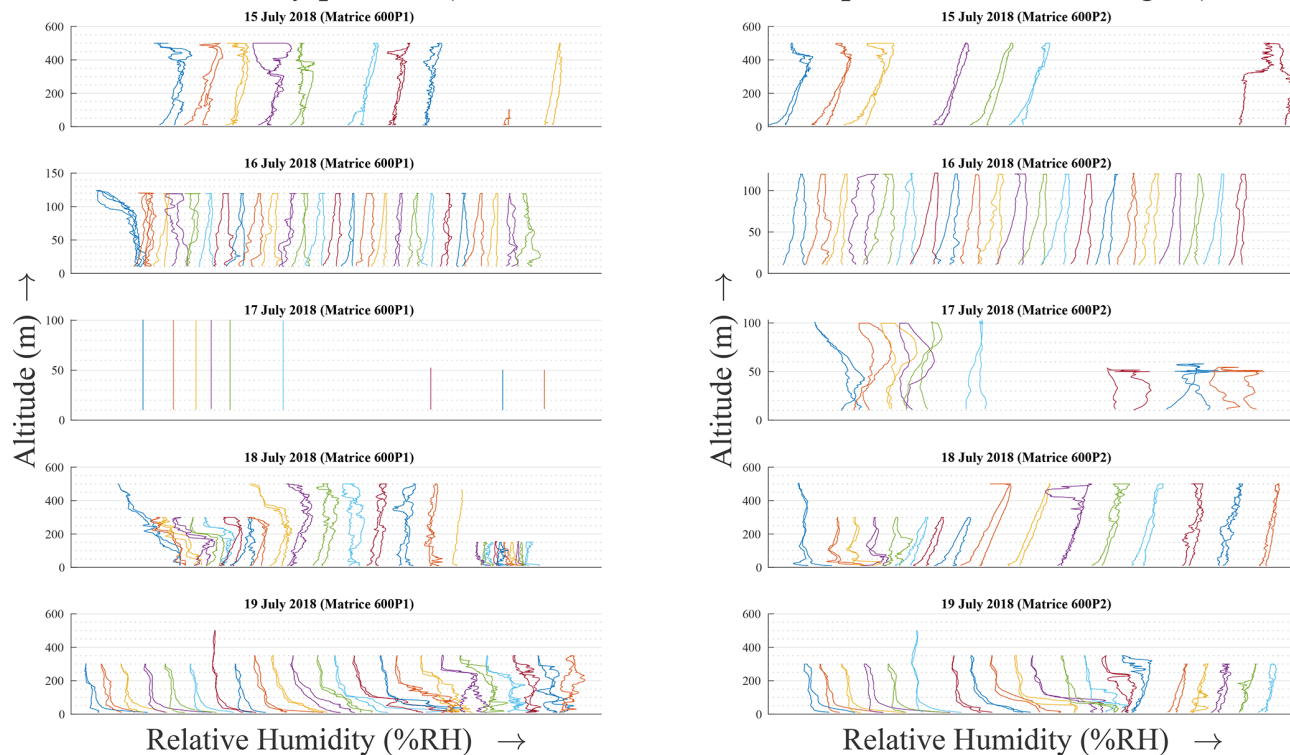 15 July 2018 (Matrice 600P1)
600
400
200
0
16 July 2018 (Matrice 600P1)
150
100
50
0
17 July 2018 (Matrice 600P1)
100
50
0
18 July 2018 (Matrice 600P1)
600
400
200
0
19 July 2018 (Matrice 600P1)
600
400
200
0
Altitude (m) →
Relative Humidity (%RH) →
15 July 2018 (Matrice 600P2)
600
400
200
0
16 July 2018 (Matrice 600P2)
100
50
0
17 July 2018 (Matrice 600P2)
100
50
0
18 July 2018 (Matrice 600P2)
600
400
200
0
19 July 2018 (Matrice 600P2)
600
400
200
0
Altitude (m) →
Relative Humidity (%RH) →